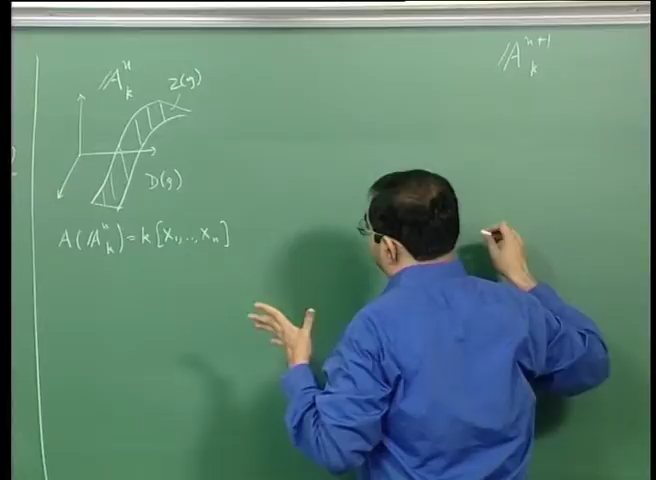 𝔸ⁿₖ
Z(g)
D(g)
A(𝔸ⁿₖ) = k[X₁,..,Xₙ]
𝔸ⁿ⁺¹ₖ